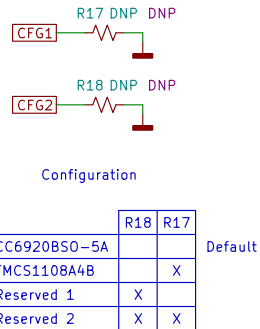 R17 DNP DNP
CFG1
R18 DNP DNP
CFG2
Configuration
R18 R17
CC6920BSO-5A Default
TMCS1108A4B X
Reserved 1 X
Reserved 2 X X